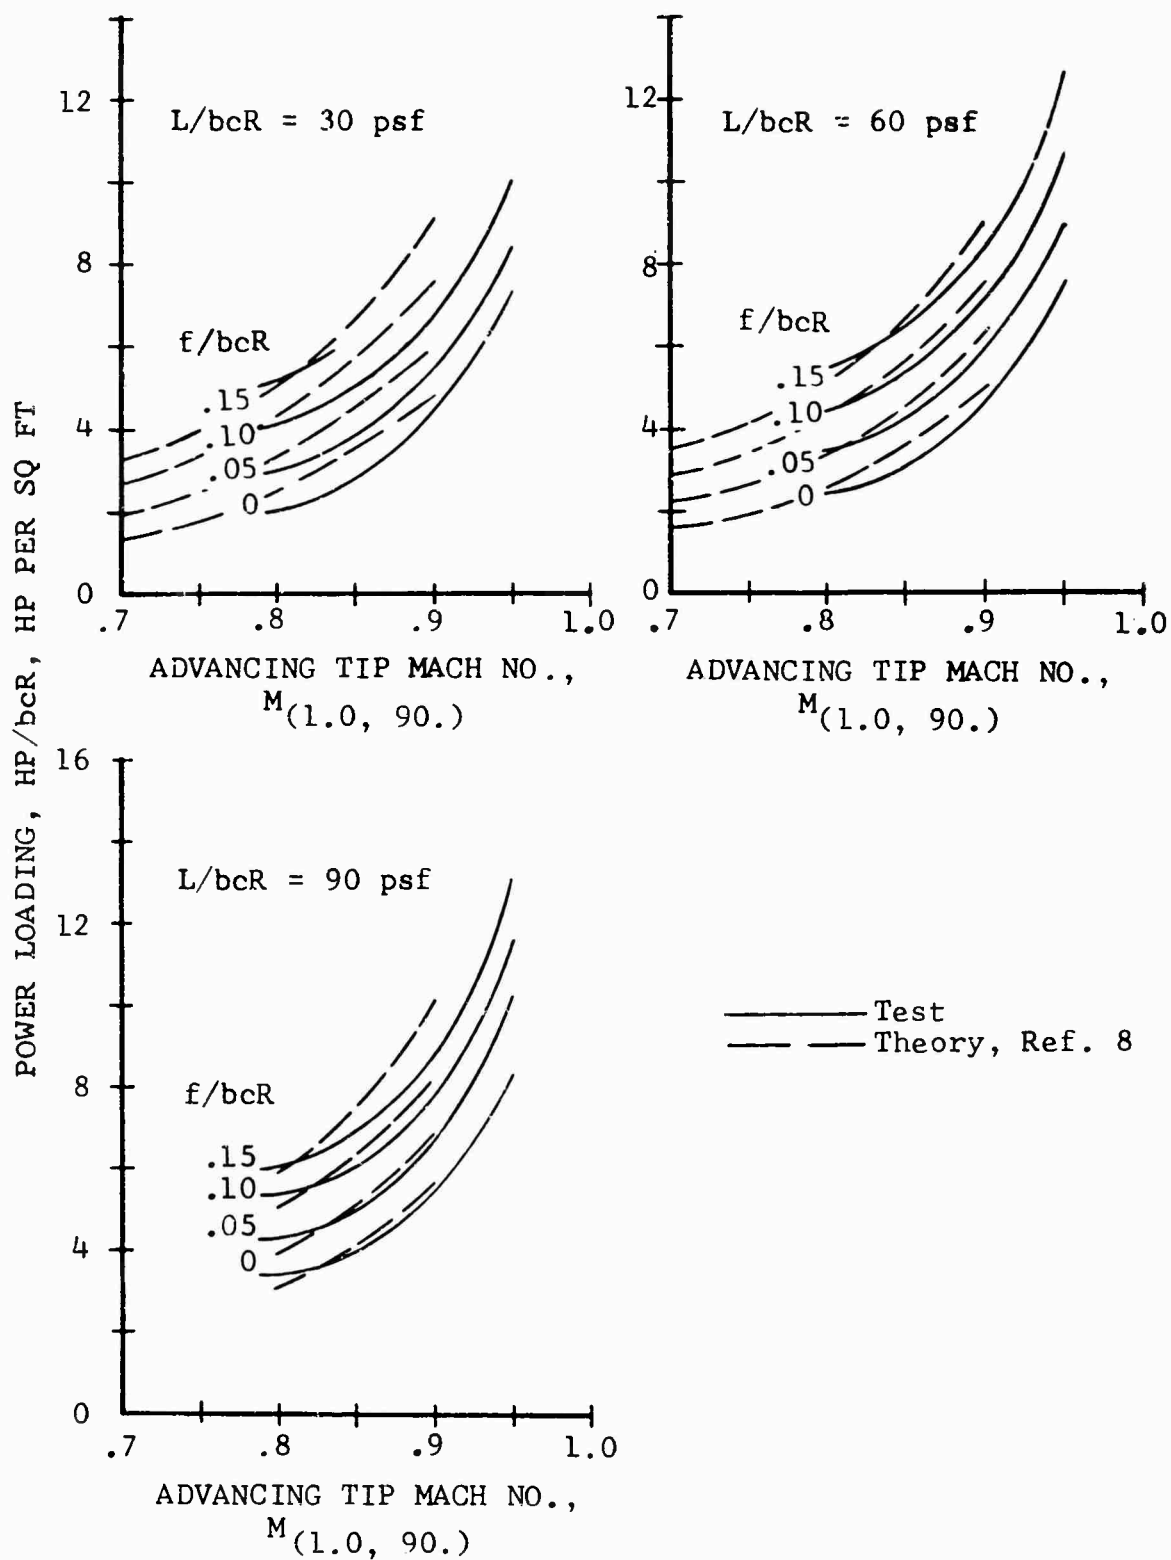 POWER LOADING, HP/bcR, HP PER SQ FT
L/bcR = 30 psf
12
8
4
0
f/bcR
.15
.10
.05
0
.7 .8 .9 1.0
ADVANCING TIP MACH NO.,
M(1.0, 90.)
L/bcR = 60 psf
12
8
4
0
f/bcR
.15
.10
.05
0
.7 .8 .9 1.0
ADVANCING TIP MACH NO.,
M(1.0, 90.)
L/bcR = 90 psf
16
12
8
4
0
f/bcR
.15
.10
.05
0
.7 .8 .9 1.0
ADVANCING TIP MACH NO.,
M(1.0, 90.)
Test
Theory, Ref. 8